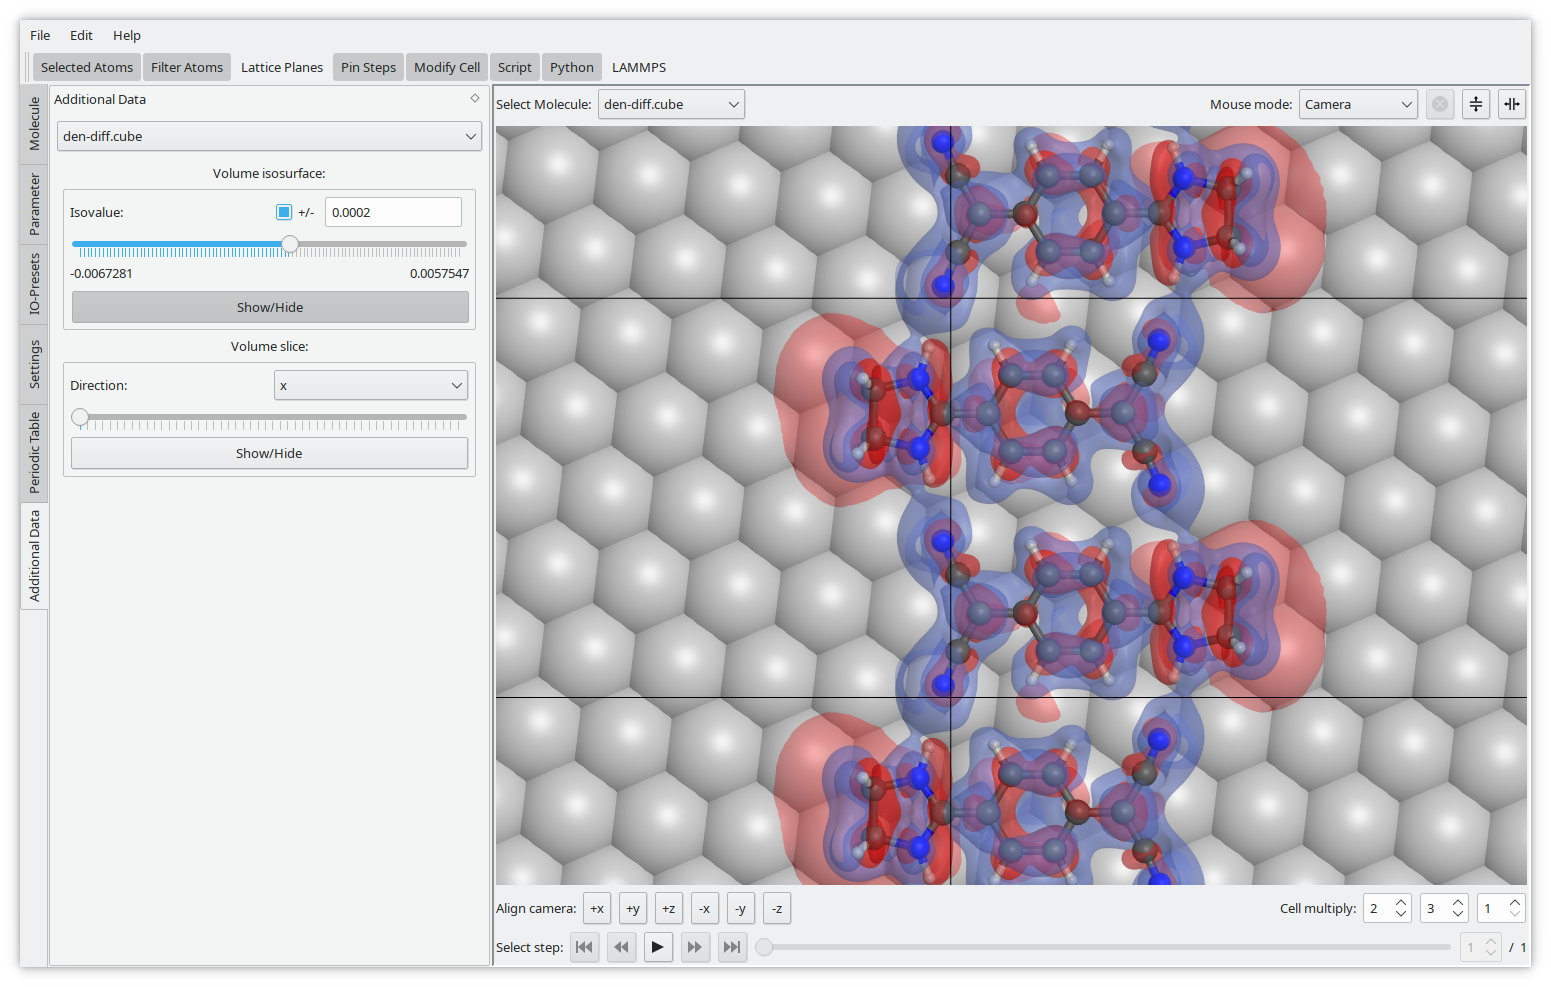 File Edit Help
Selected Atoms Filter Atoms Lattice Planes Pin Steps Modify Cell Script Python LAMMPS
Molecule
Parameter
IO-Presets
Settings
Periodic Table
Additional Data
Additional Data
den-diff.cube
Volume isosurface:
Isovalue: +/- 0.0002
-0.0067281 0.0057547
Show/Hide
Volume slice:
Direction: x
Show/Hide
Select Molecule: den-diff.cube Mouse mode: Camera
Align camera: +x +y +z -x -y -z Cell multiply: 2 3 1
Select step: 1 / 1